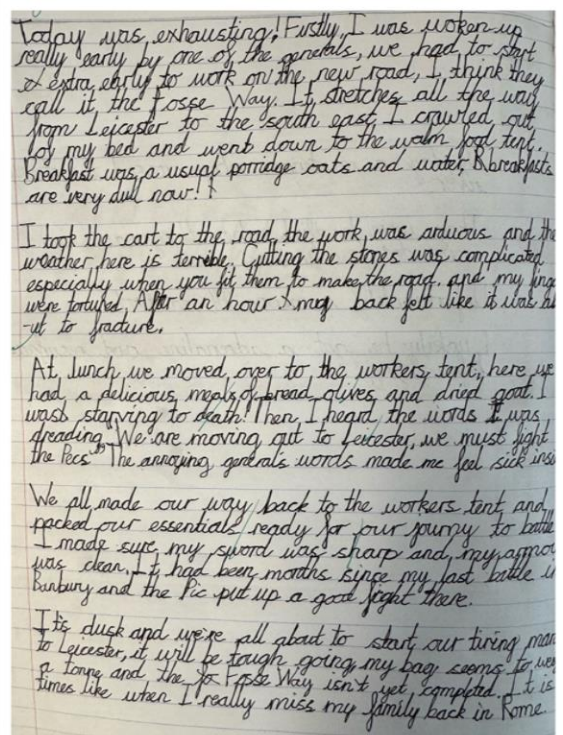 Today was exhausting! Firstly, I was woken up
really early by one of the generals, we had to start
extra early to work on the new road, I think they
call it the Fosse Way. It stretches all the way
from Leicester to the south east, I crawled out
of my bed and went down to the walm food tent.
Breakfast was a usual porridge oats and water, Breakfasts
are very dull now!
I took the cart to the road, the work was arduous and the
weather here is terrible. Cutting the stones was complicated
especially when you fit them to make the road. and my finge
were tortured, After an hour my back felt like it was ab
-ut to fracture.
At, lunch we moved over to the workers tent, here we
had a delicious meals of bread, olives and dried goat. I
was starving to death! Then I heard the words I was
dreading "We are moving out to Leicester, we must fight
the Pecs" The annoying generals words made me feel sick insi
We all made our way back to the workers tent and
packed our essentials ready for our journy to battle
I made sure my sword was sharp and my armou
was clean. It had been months since my last battle in
Banbury and the Pic put up a good fight there.
It's dusk and we're all about to start our tiring mar
to Leicester, it will be tough going, my bag seems to weig
a tonne and the Fosse Way isn't yet completed. It is
times like when I really miss my family back in Rome.